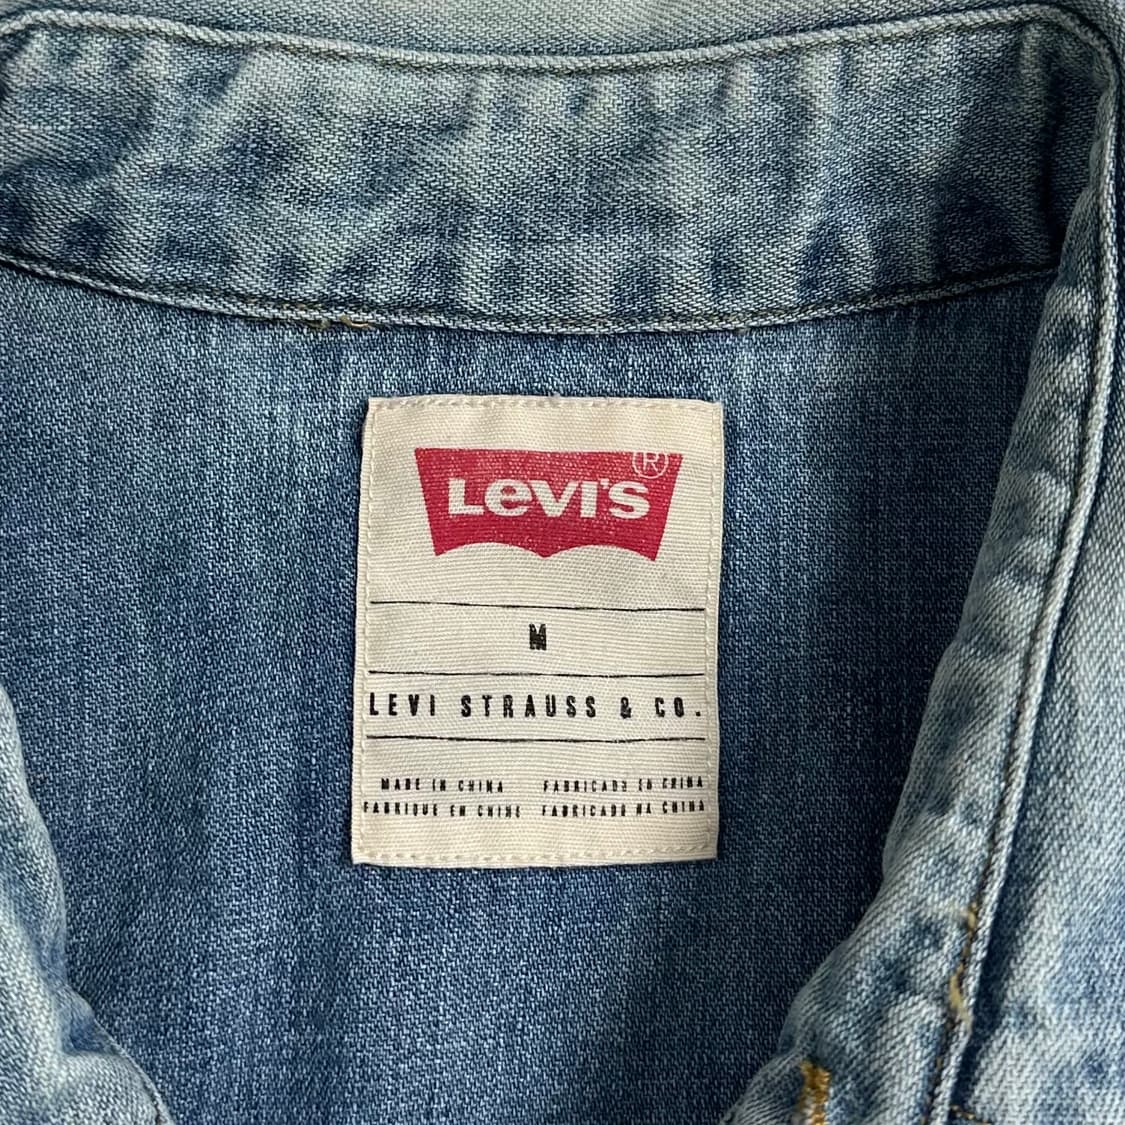 LEVI'S®
M
LEVI STRAUSS & CO.
MADE IN CHINA FABRICADO EN CHINA
FABRIQUE EN CHINE FABRICADO NA CHINA